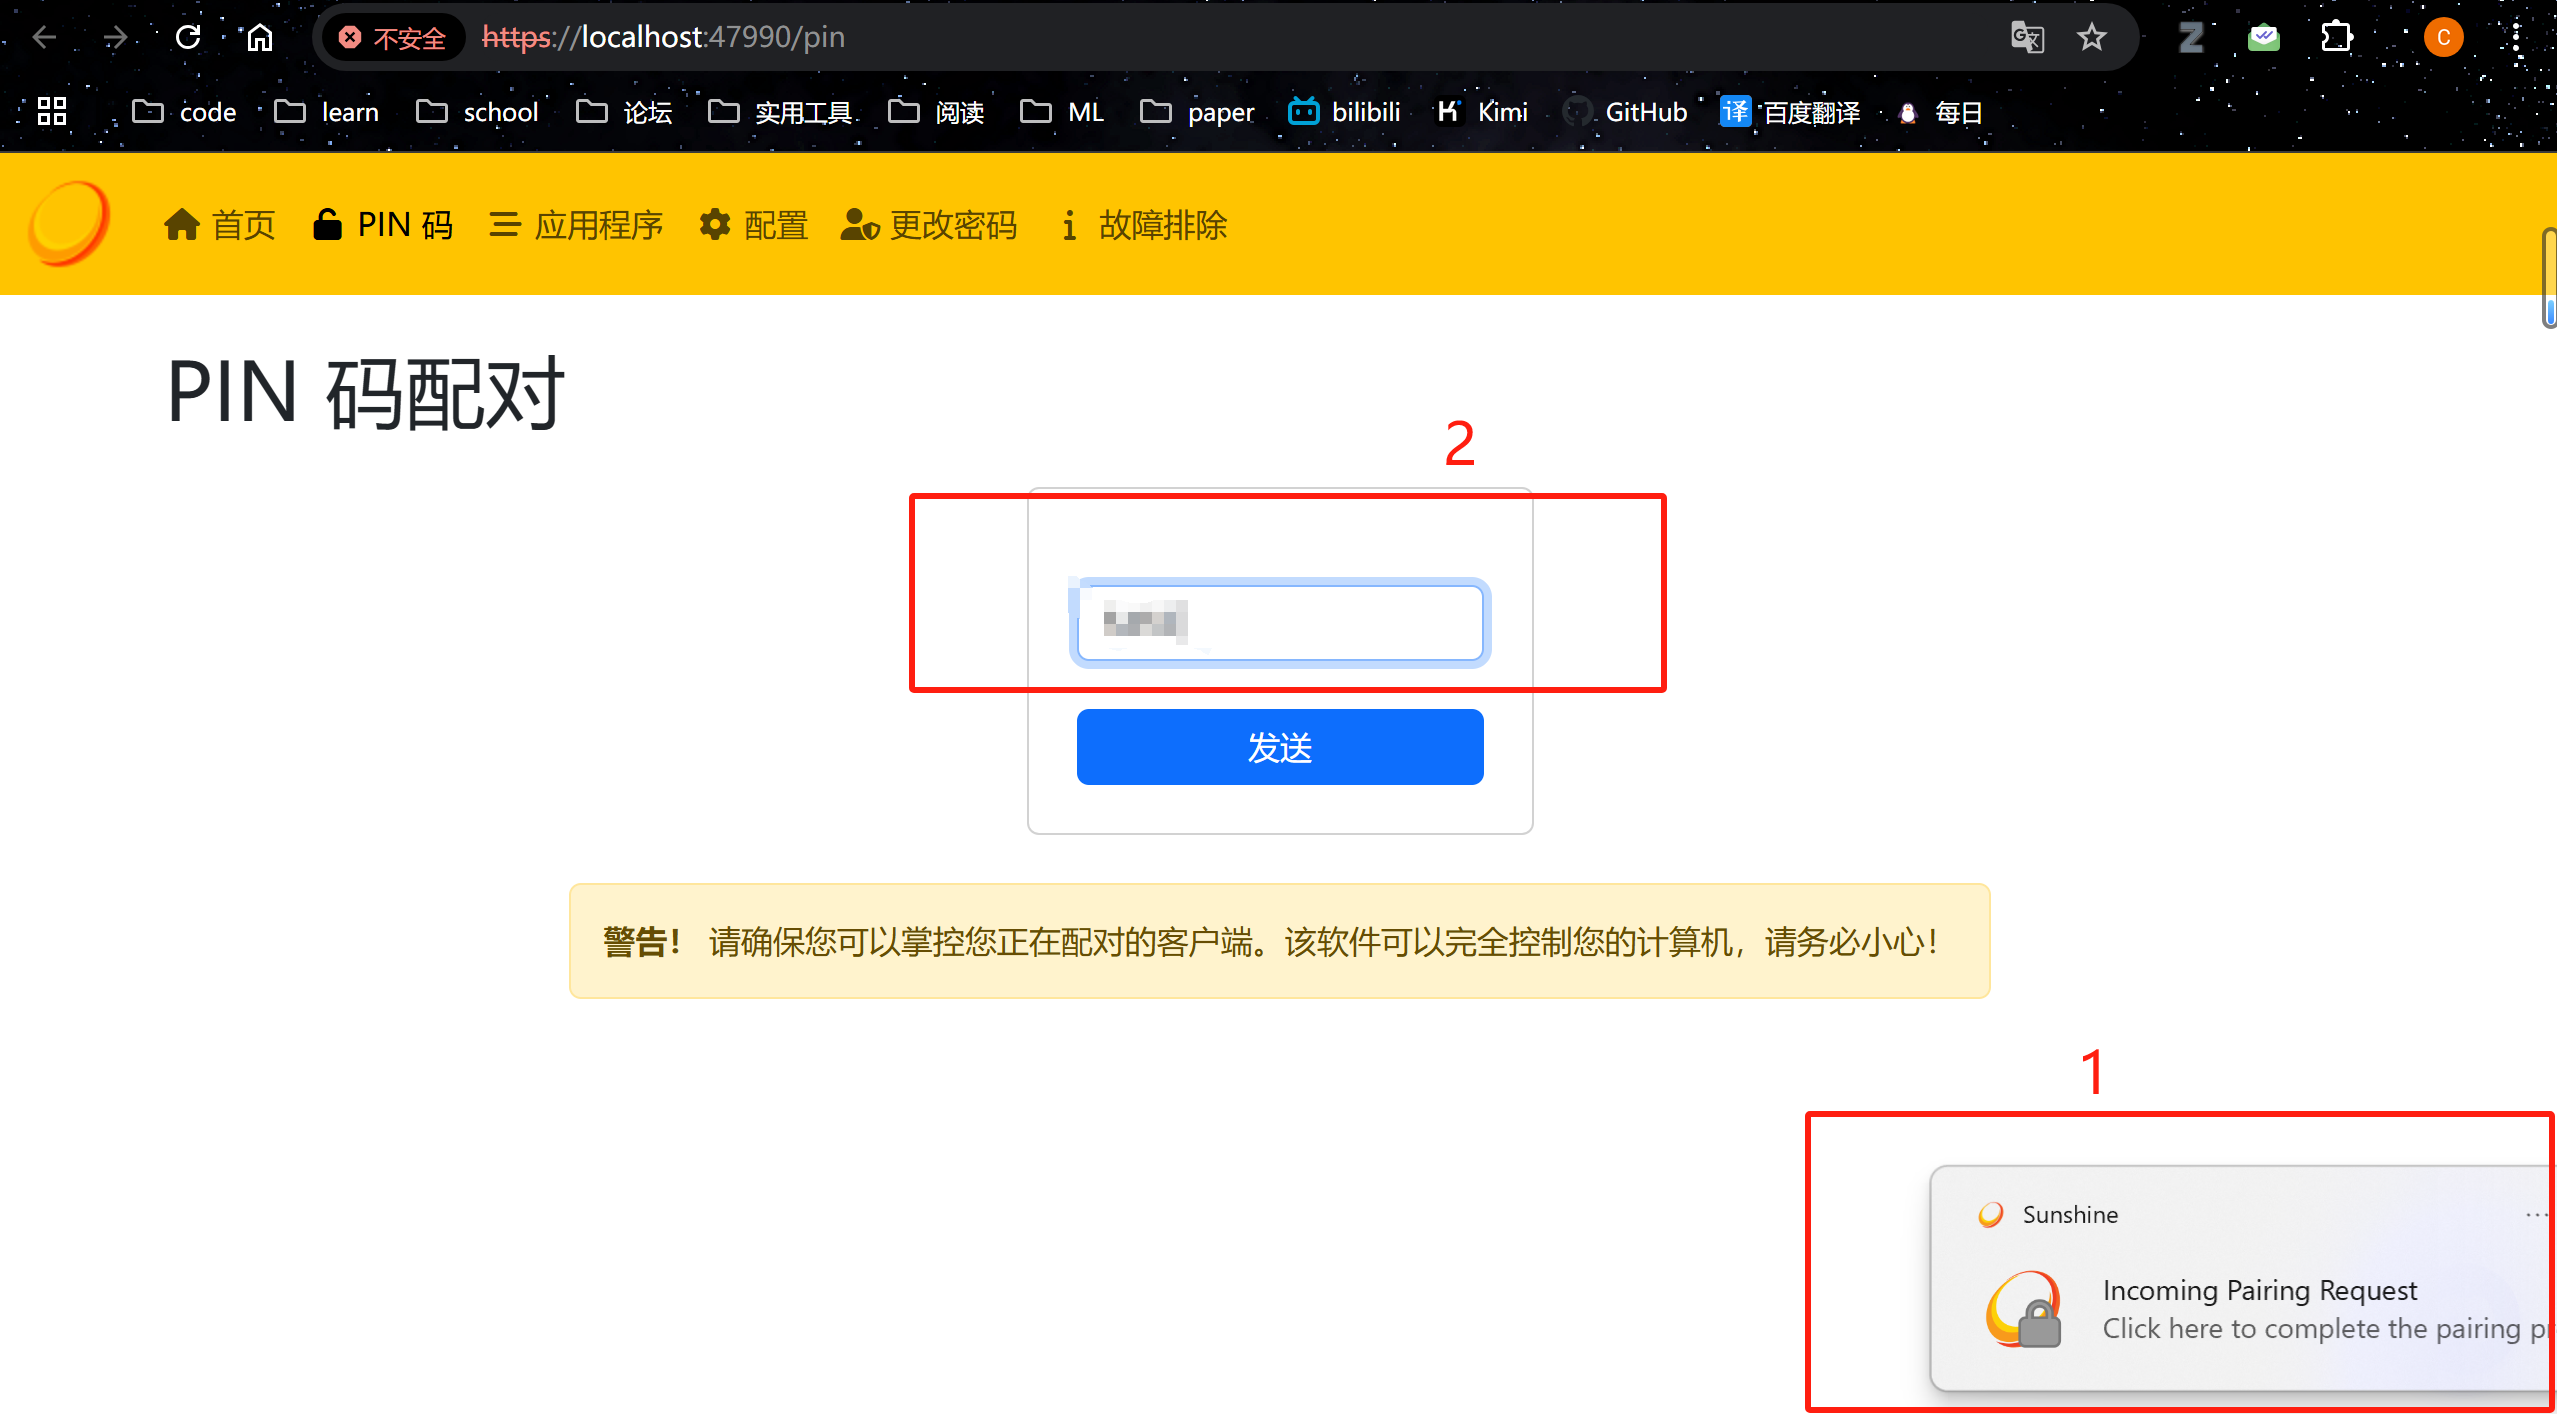 不安全 https://localhost:47990/pin
code learn school 论坛 实用工具 阅读 ML paper bilibili Kimi GitHub 译 百度翻译 每日
首页 PIN 码 应用程序 配置 更改密码 故障排除
PIN 码配对
2
发送
警告! 请确保您可以掌控您正在配对的客户端。该软件可以完全控制您的计算机，请务必小心！
1
Sunshine
Incoming Pairing Request
Click here to complete the pairing